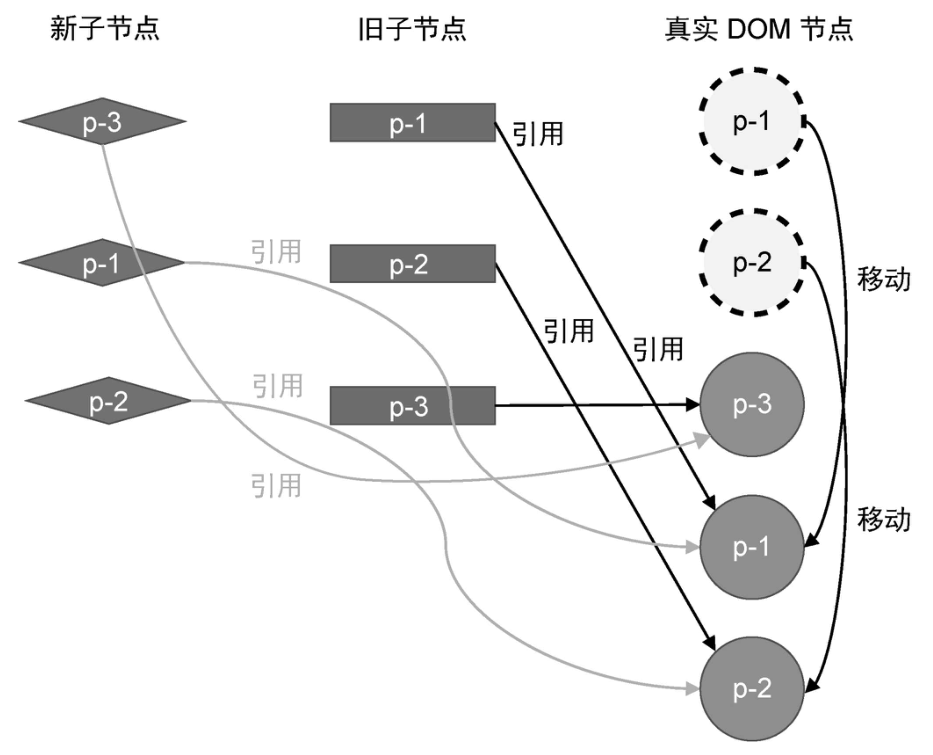 新子节点 旧子节点 真实 DOM 节点
p-3 p-1 引用 p-1
p-1 引用 p-2 p-2 移动
引用 引用
p-2 引用 p-3 p-3
引用
p-1 移动
p-2